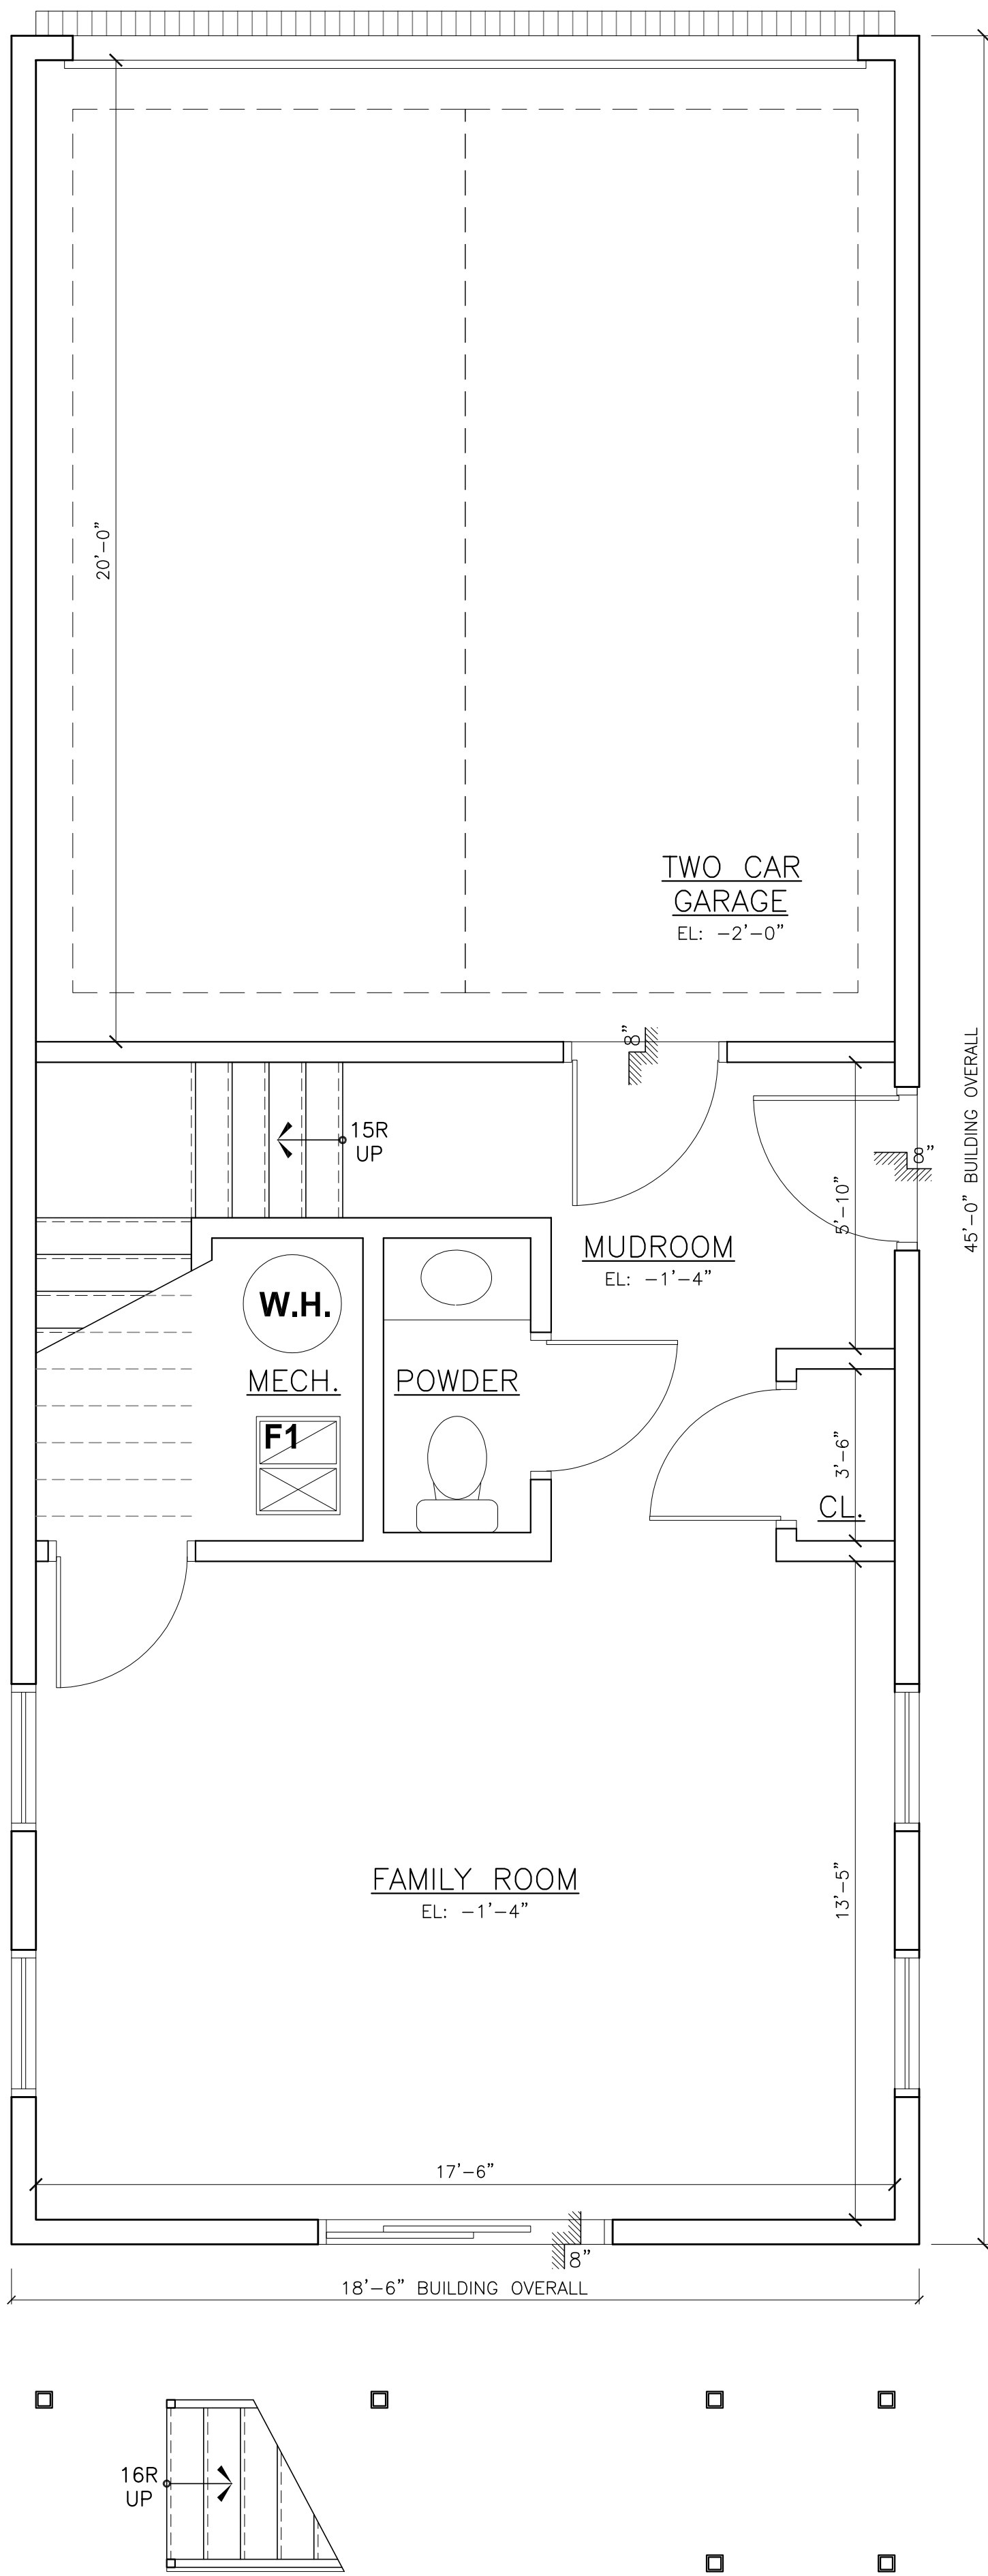 20'-0"
TWO CAR
GARAGE
EL: -2'-0"
8"
45'-0" BUILDING OVERALL
15R
UP
8"
5'-10"
MUDROOM
EL: -1'-4"
W.H.
MECH.
POWDER
F1
3'-6"
CL.
FAMILY ROOM
EL: -1'-4"
13'-5"
17'-6"
8"
18'-6" BUILDING OVERALL
16R
UP